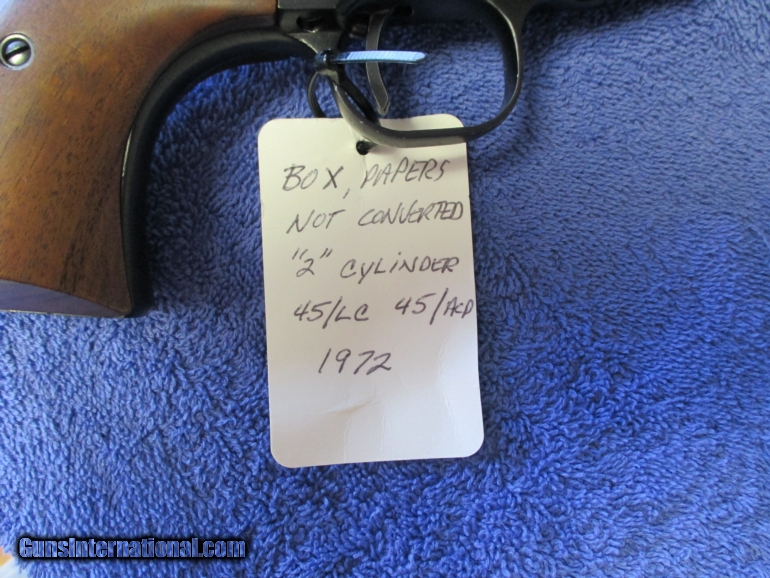 BOX, PAPERS
NOT CONVERTED
"2" CYLINDER
45/LC 45/ACP
1972
GunsInternational.com